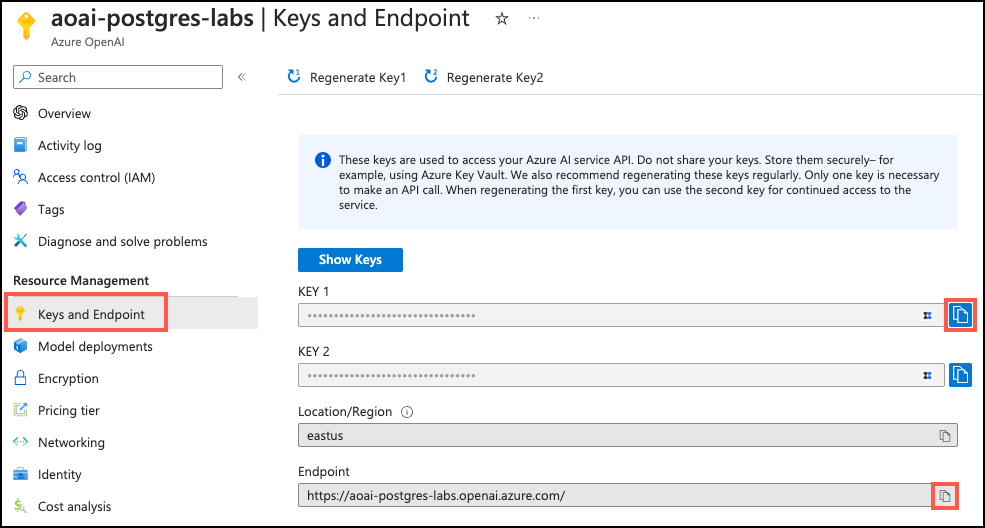 aoai-postgres-labs | Keys and Endpoint
Azure OpenAI
Search
Regenerate Key1
Regenerate Key2
Overview
Activity log
Access control (IAM)
Tags
Diagnose and solve problems
Resource Management
Keys and Endpoint
Model deployments
Encryption
Pricing tier
Networking
Identity
Cost analysis
These keys are used to access your Azure AI service API. Do not share your keys. Store them securely– for
example, using Azure Key Vault. We also recommend regenerating these keys regularly. Only one key is necessary
to make an API call. When regenerating the first key, you can use the second key for continued access to the
service.
Show Keys
KEY 1
••••••••••••••••••••••••••••••••
KEY 2
••••••••••••••••••••••••••••••••
Location/Region
eastus
Endpoint
https://aoai-postgres-labs.openai.azure.com/